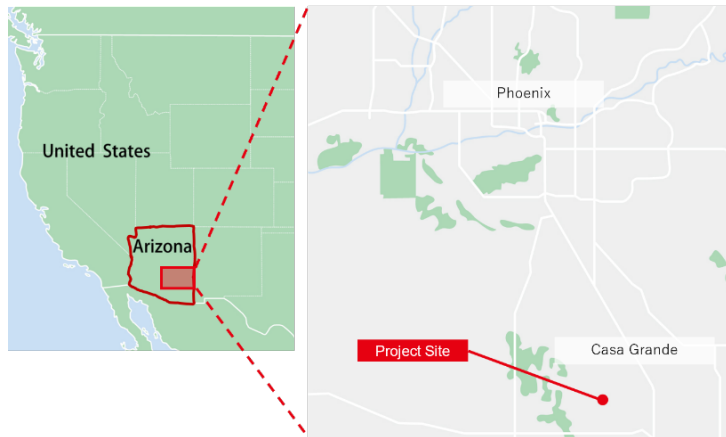 United States
Arizona
Phoenix
Project Site
Casa Grande